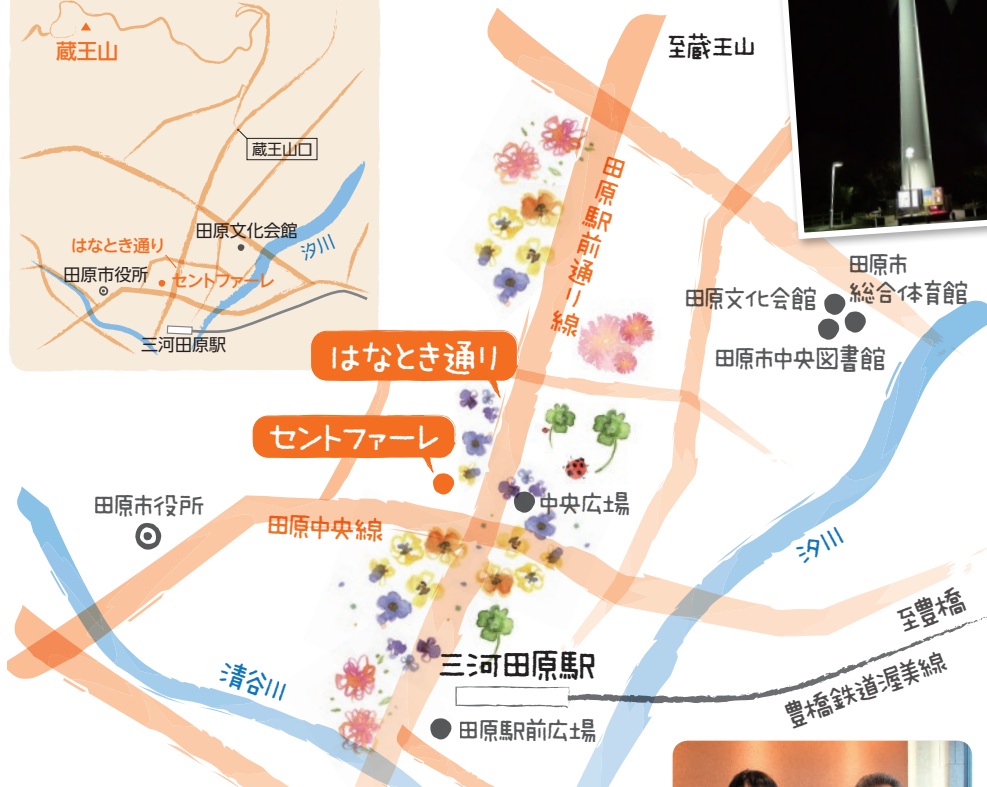 蔵王山
蔵王山口
田原文化会館
汐川
はなとき通り
田原市役所
セントファーレ
三河田原駅
至蔵王山
田原駅前通り線
田原市
総合体育館
田原文化会館
田原市中央図書館
はなとき通り
セントファーレ
中央広場
田原市役所
田原中央線
汐川
至豊橋
豊橋鉄道渥美線
清谷川
三河田原駅
田原駅前広場